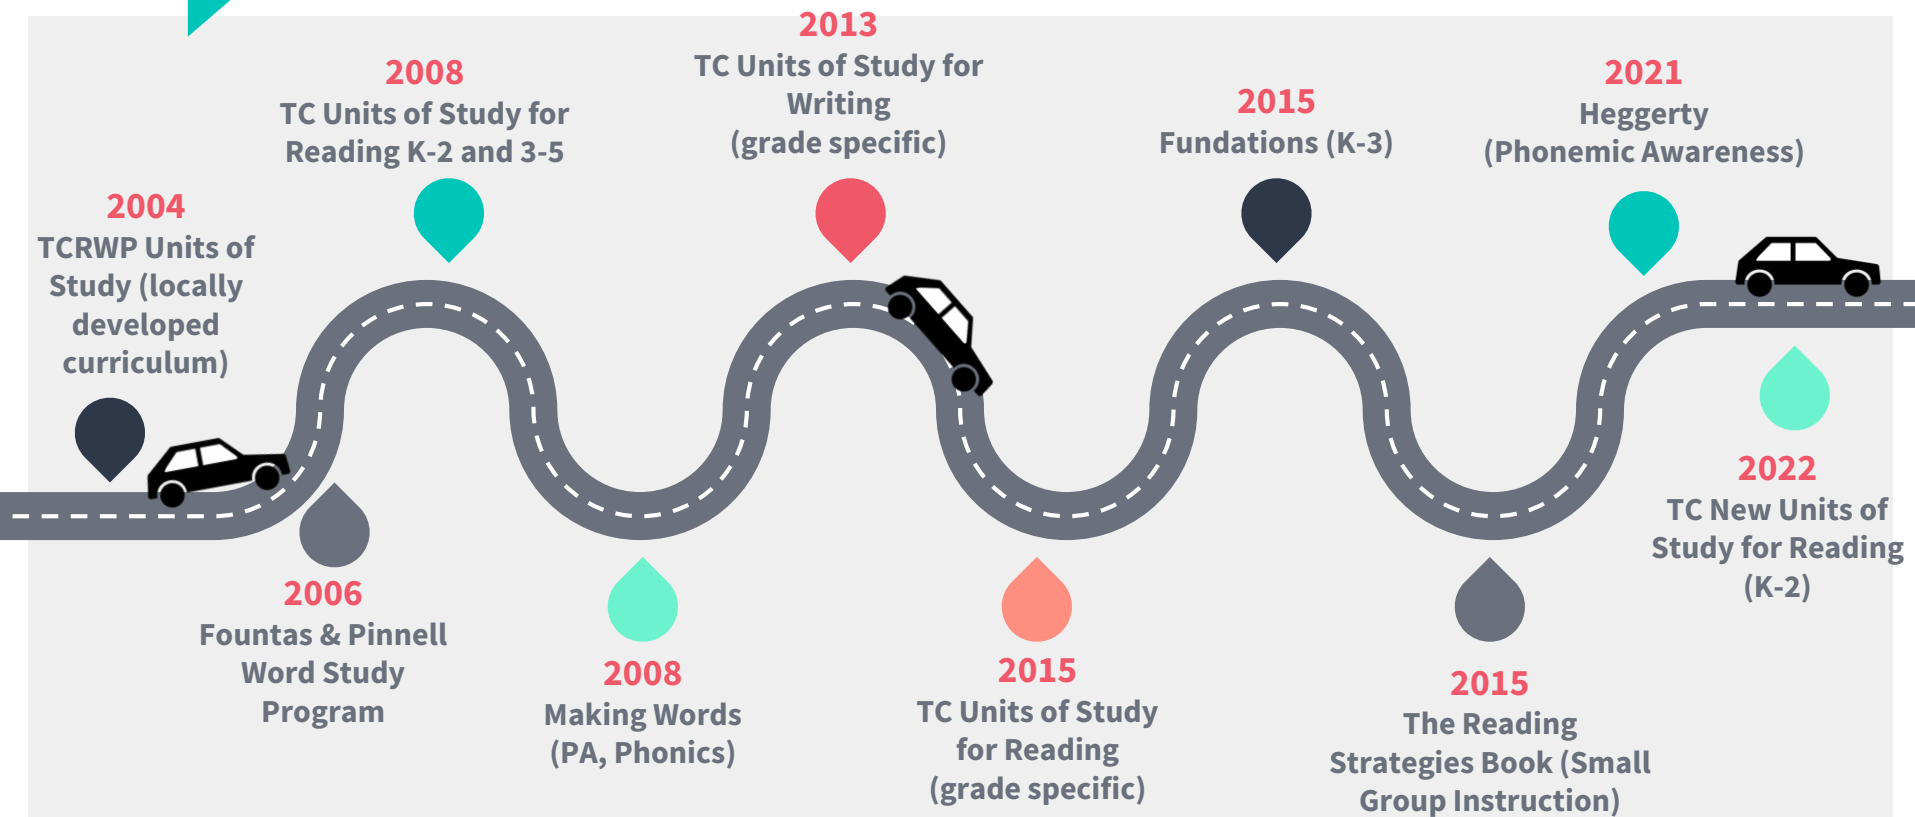 2004
TCRWP Units of
Study (locally
developed
curriculum)
2006
Fountas & Pinnell
Word Study
Program
2008
TC Units of Study for
Reading K-2 and 3-5
2008
Making Words
(PA, Phonics)
2013
TC Units of Study for
Writing
(grade specific)
2015
TC Units of Study
for Reading
(grade specific)
2015
Fundations (K-3)
2015
The Reading
Strategies Book (Small
Group Instruction)
2021
Heggerty
(Phonemic Awareness)
2022
TC New Units of
Study for Reading
(K-2)